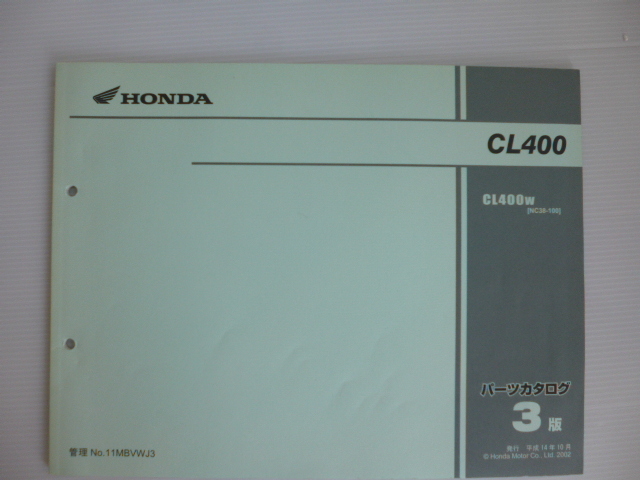 HONDA
CL400
CL400W
[NC38-100]
パーツカタログ
3版
管理 No.11MBVWJ3
発行 平成14年10月
© Honda Motor Co., Ltd. 2002